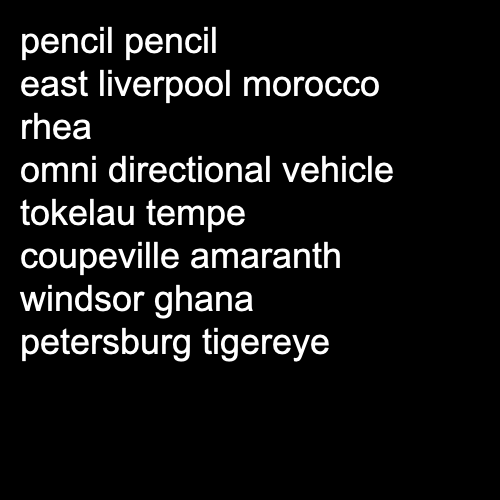 pencil pencil
east liverpool morocco
rhea
omni directional vehicle
tokelau tempe
coupeville amaranth
windsor ghana
petersburg tigereye